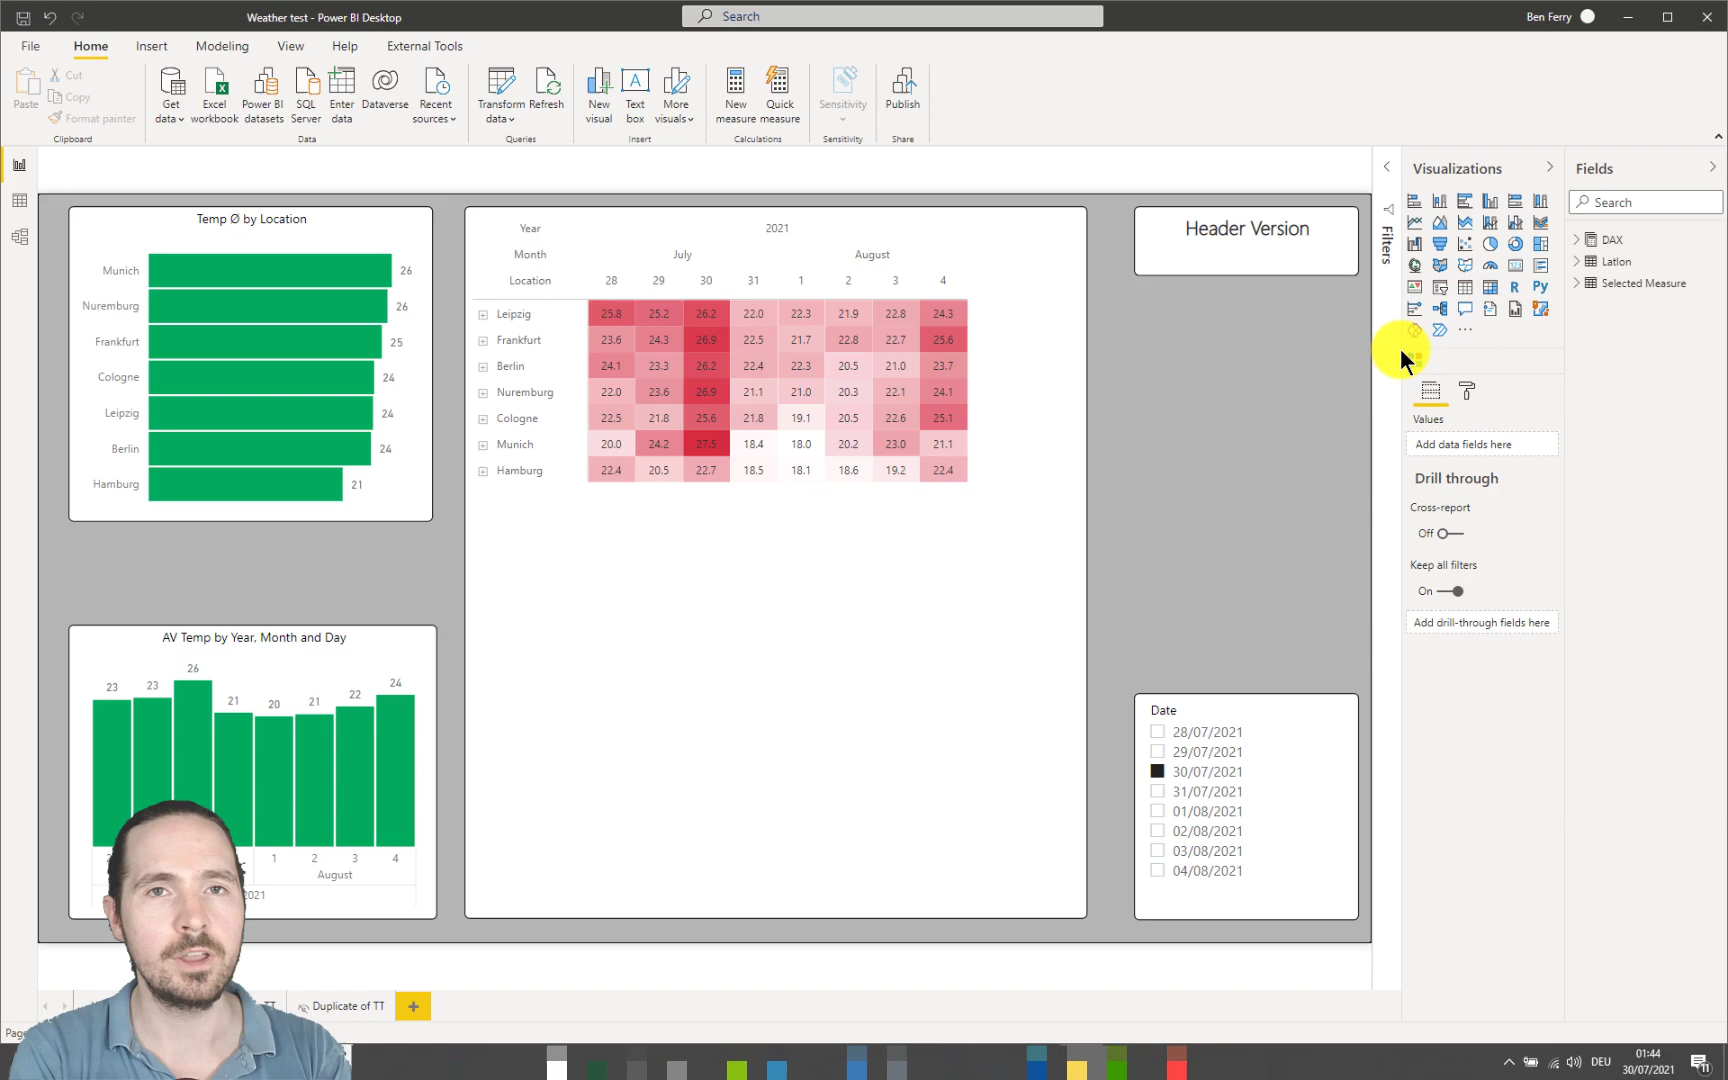 Weather test - Power BI Desktop
Search
Ben Ferry
File Home Insert Modeling View Help External Tools
Paste
Cut
Copy
Format painter
Clipboard
Get data
Excel workbook
Power BI datasets
SQL Server
Enter data
Dataverse
Recent sources
Data
Transform data
Refresh
Queries
New visual
Text box
More visuals
Insert
New measure
Quick measure
Calculations
Sensitivity
Sensitivity
Publish
Share
Temp Ø by Location
Munich 26
Nuremburg 26
Frankfurt 25
Cologne 24
Leipzig 24
Berlin 24
Hamburg 21
AV Temp by Year, Month and Day
23 23 26 21 20 21 22 24
1 2 3 4
August
2021
Year 2021
Month July August
Location 28 29 30 31 1 2 3 4
Leipzig 25.8 25.2 26.2 22.0 22.3 21.9 22.8 24.3
Frankfurt 23.6 24.3 26.9 22.5 21.7 22.8 22.7 25.6
Berlin 24.1 23.3 26.2 22.4 22.3 20.5 21.0 23.7
Nuremburg 22.0 23.6 26.9 21.1 21.0 20.3 22.1 24.1
Cologne 22.5 21.8 25.6 21.8 19.1 20.5 22.6 25.1
Munich 20.0 24.2 27.5 18.4 18.0 20.2 23.0 21.1
Hamburg 22.4 20.5 22.7 18.5 18.1 18.6 19.2 22.4
Header Version
Date
28/07/2021
29/07/2021
30/07/2021
31/07/2021
01/08/2021
02/08/2021
03/08/2021
04/08/2021
Filters
Visualizations
R
Py
Values
Add data fields here
Drill through
Cross-report
Off
Keep all filters
On
Add drill-through fields here
Fields
Search
DAX
Latlon
Selected Measure
TT
Duplicate of TT
DEU
01:44
30/07/2021